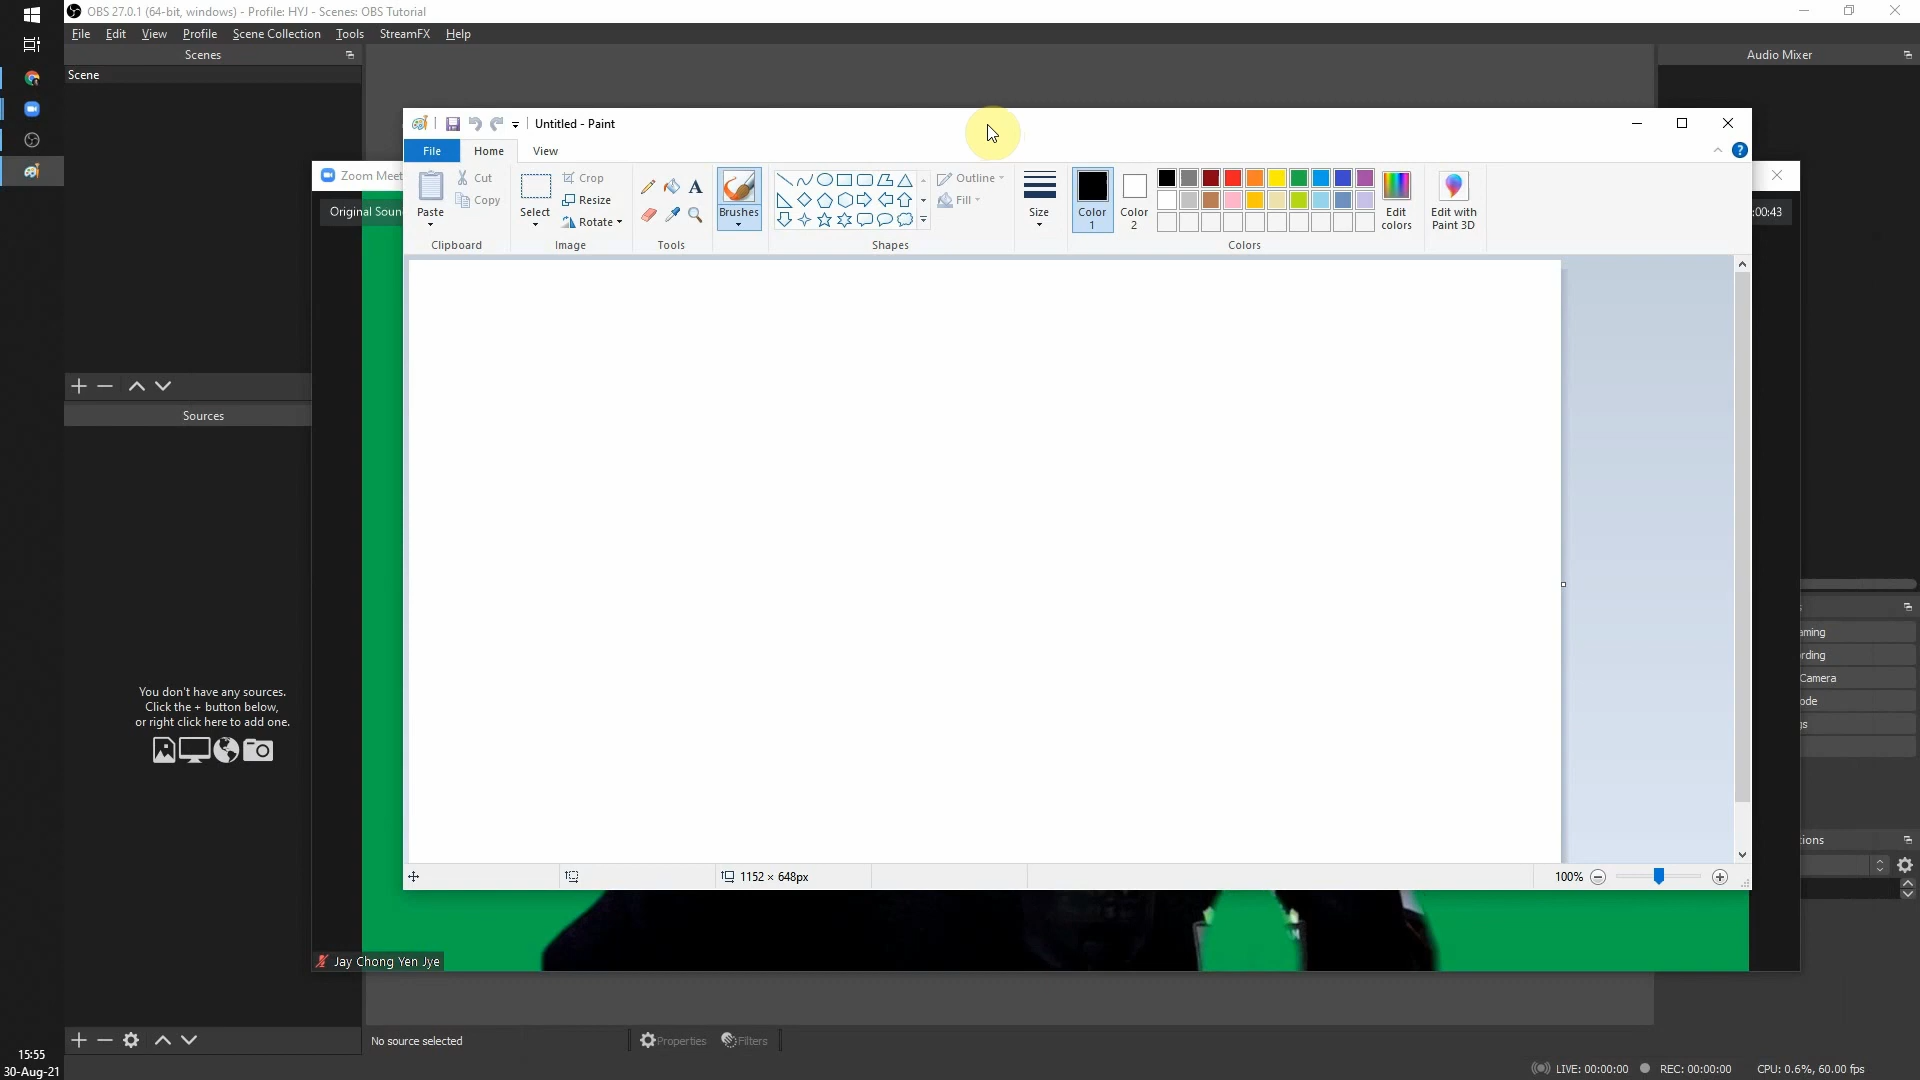 OBS 27.0.1 (64-bit, windows) - Profile: HYJ - Scenes: OBS Tutorial
File Edit View Profile Scene Collection Tools StreamFX Help
Scenes
Audio Mixer
Scene
Untitled - Paint
File Home View
Zoom Meet
Original Soun
:00:43
Paste
Cut
Copy
Clipboard
Select
Crop
Resize
Rotate
Image
A
Tools
Brushes
Shapes
Outline
Fill
Size
Color 1
Color 2
Colors
Edit colors
Edit with Paint 3D
Sources
You don't have any sources.
Click the + button below,
or right click here to add one.
aming
rding
Camera
ode
gs
ions
1152 × 648px
100%
Jay Chong Yen Jye
No source selected
Properties Filters
15:55
30-Aug-21
LIVE: 00:00:00 REC: 00:00:00 CPU: 0.6%, 60.00 fps